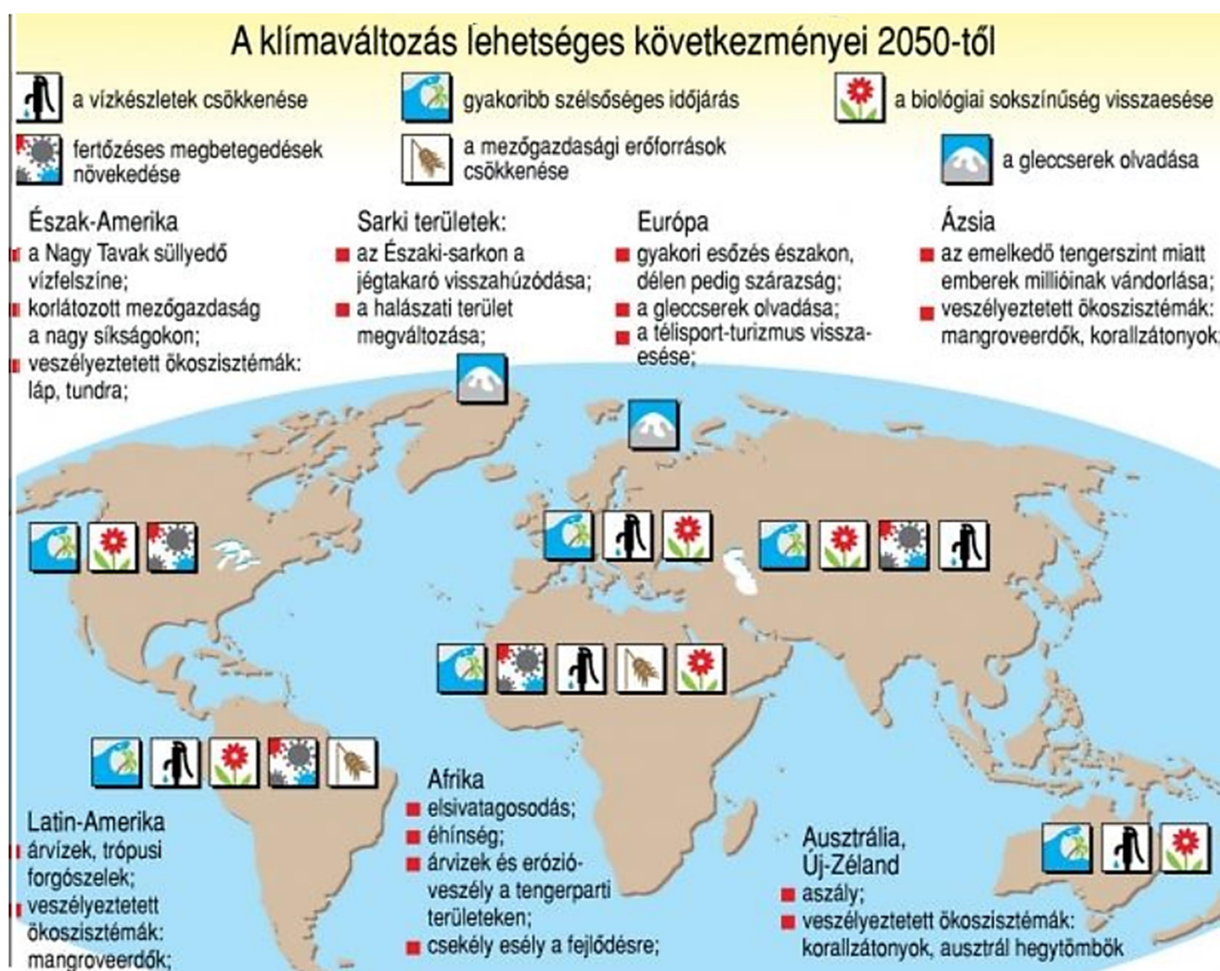 A klímaváltozás lehetséges következményei 2050-től
a vízkészletek csökkenése
gyakoribb szélsőséges időjárás
a biológiai sokszínűség visszaesése
fertőzéses megbetegedések
növekedése
a mezőgazdasági erőforrások
csökkenése
a gleccserek olvadása
Észak-Amerika
a Nagy Tavak süllyedő
vízfelszíne;
korlátozott mezőgazdaság
a nagy síkságokon;
veszélyeztetett ökoszisztémák:
láp, tundra;
Sarki területek:
az Északi-sarkon a
jégtakaró visszahúzódása;
a halászati terület
megváltozása;
Európa
gyakori esőzés északon,
délen pedig szárazság;
a gleccserek olvadása;
a télisport-turizmus vissza-
esése;
Ázsia
az emelkedő tengerszint miatt
emberek millióinak vándorlása;
veszélyeztetett ökoszisztémák:
mangroveerdők, korallzátonyok,
Latin-Amerika
árvízek, trópusi
forgószelek;
veszélyeztetett
ökoszisztémák:
mangroveerdők;
Afrika
elsivatagosodás;
éhínség;
árvizek és erózió-
veszély a tengerparti
területeken;
csekély esély a fejlődésre;
Ausztrália,
Új-Zéland
aszály;
veszélyeztetett ökoszisztémák:
korallzátonyok, ausztrál hegytömbök